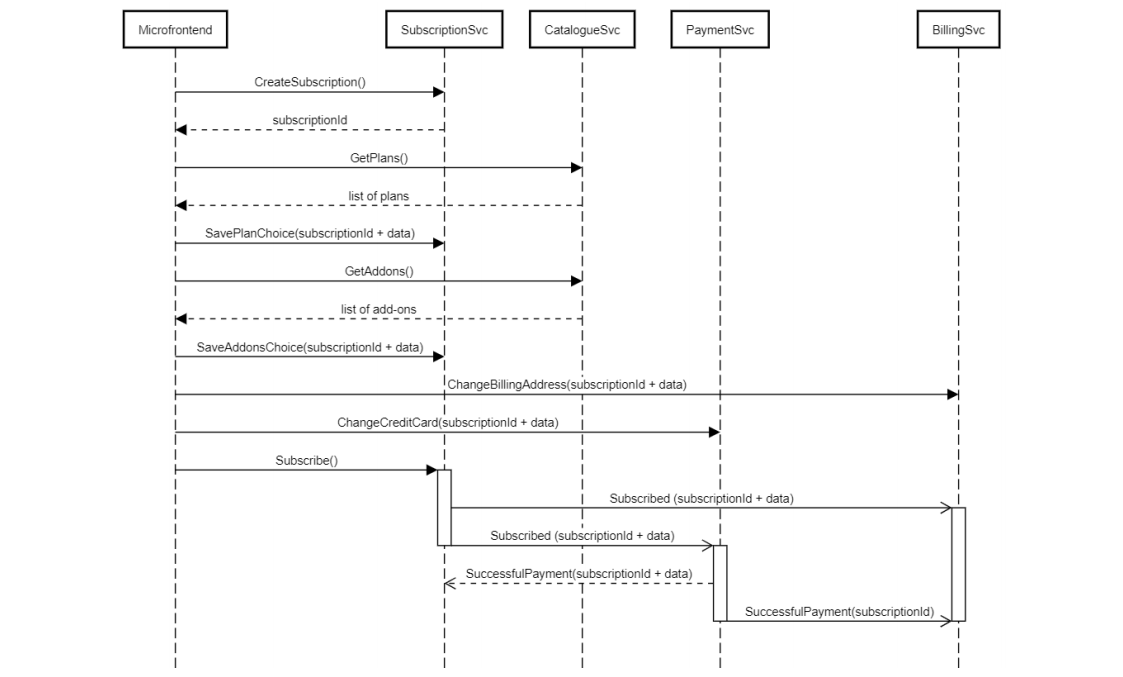 Microfrontend
SubscriptionSvc
CatalogueSvc
PaymentSvc
BillingSvc
CreateSubscription()
subscriptionId
GetPlans()
list of plans
SavePlanChoice(subscriptionId + data)
GetAddons()
list of add-ons
SaveAddonsChoice(subscriptionId + data)
ChangeBillingAddress(subscriptionId + data)
ChangeCreditCard(subscriptionId + data)
Subscribe()
Subscribed (subscriptionId + data)
Subscribed (subscriptionId + data)
SuccessfulPayment(subscriptionId + data)
SuccessfulPayment(subscriptionId)